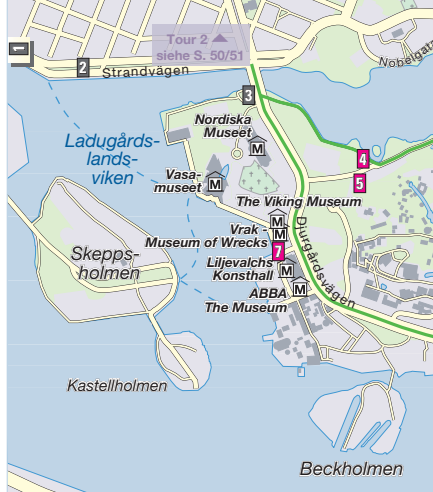 Tour 2
siehe S. 50/51
1
2
Strandvägen
Nobelgat
3
Nordiska
Museet
Ladugårds-
lands-
viken
4
5
Vasa-
museet
M
M
The Viking Museum
M
Vrak -
Museum of Wrecks
M
7
Djurgårdsvägen
Skepps-
holmen
Liljevalchs
Konsthall
M
ABBA
The Museum
M
Kastellholmen
Beckholmen